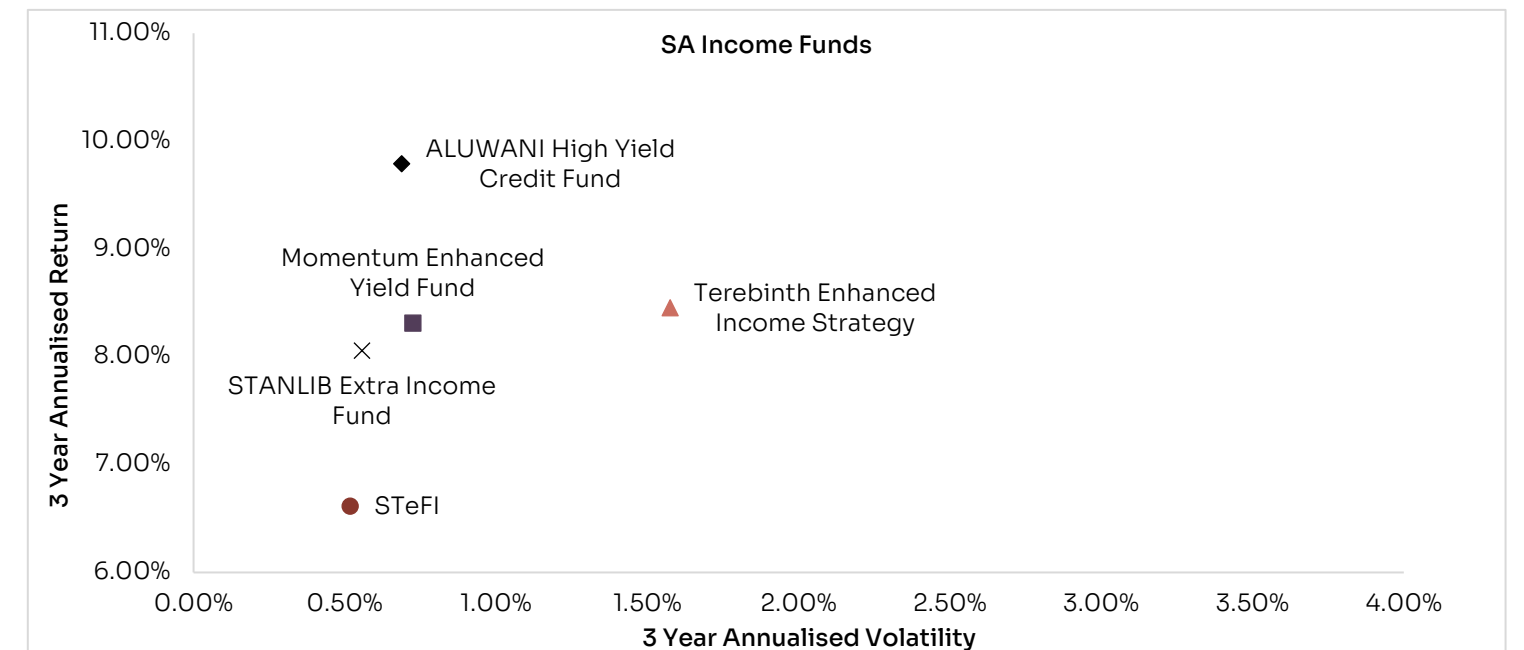 SA Income Funds
11.00%
10.00%
9.00%
8.00%
7.00%
6.00%
3 Year Annualised Return
ALUWANI High Yield
Credit Fund
Momentum Enhanced
Yield Fund
Terebinth Enhanced
Income Strategy
STANLIB Extra Income
Fund
STeFI
0.00%
0.50%
1.00%
1.50%
2.00%
2.50%
3.00%
3.50%
4.00%
3 Year Annualised Volatility